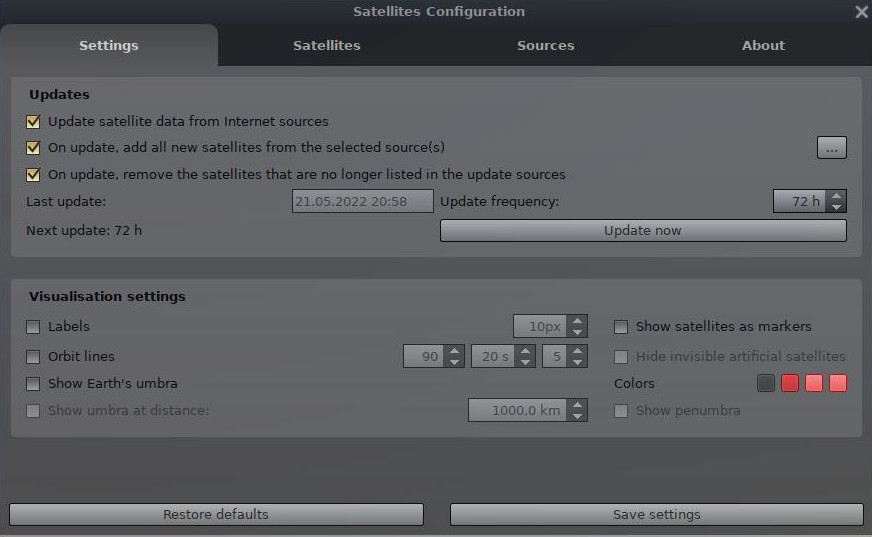 Satellites Configuration
Settings Satellites Sources About
Updates
Update satellite data from Internet sources
On update, add all new satellites from the selected source(s) ...
On update, remove the satellites that are no longer listed in the update sources
Last update: 21.05.2022 20:58 Update frequency: 72 h
Next update: 72 h Update now
Visualisation settings
Labels 10px Show satellites as markers
Orbit lines 90 20 s 5 Hide invisible artificial satellites
Show Earth's umbra Colors
Show umbra at distance: 1000,0 km Show penumbra
Restore defaults Save settings